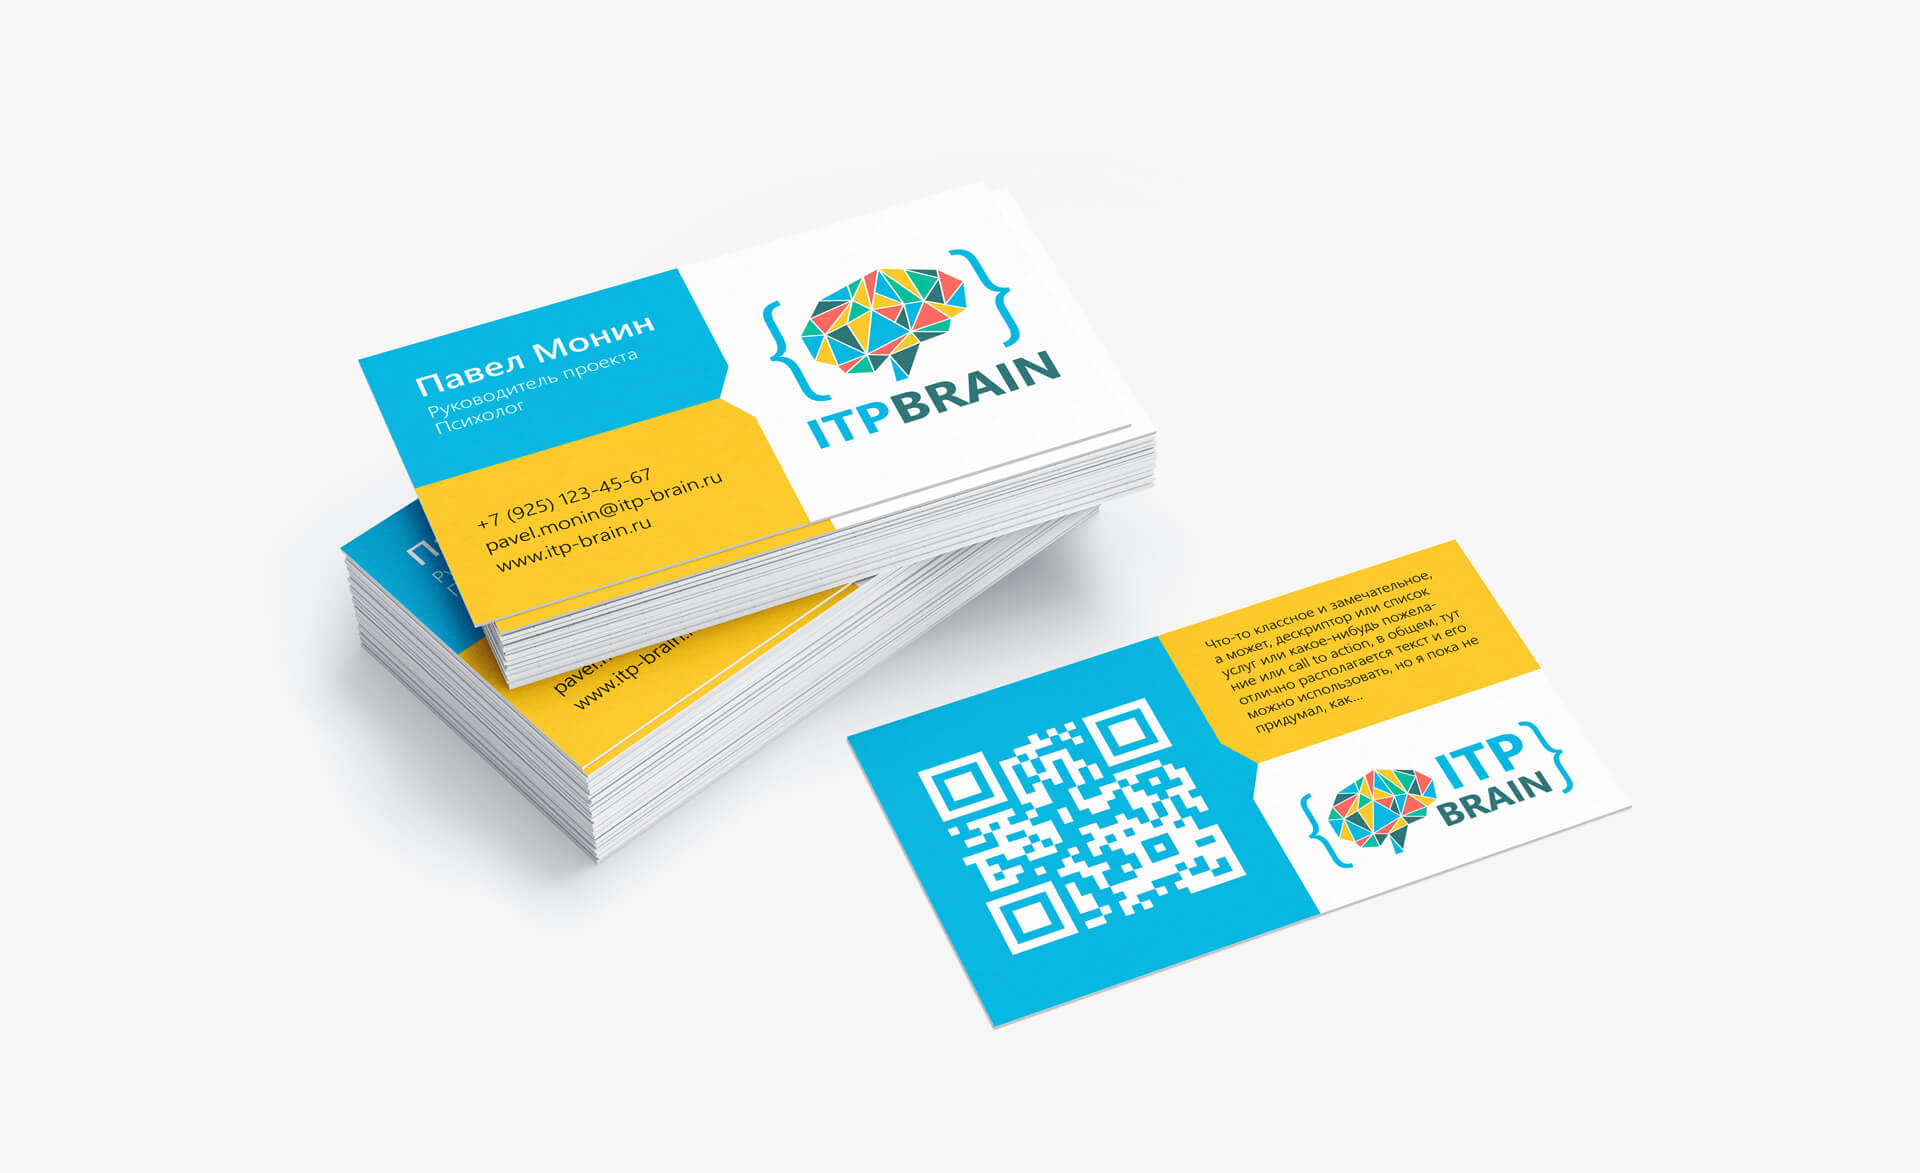 Павел Монин
Руководитель проекта
Психолог
+7 (925) 123-45-67
pavel.monin@itp-brain.ru
www.itp-brain.ru
{ }
ITPBRAIN
www.itp-brain.
Что-то классное и замечательное,
а может, дескриптор или список
услуг или какое-нибудь пожела-
ние или call to action, в общем, тут
отлично располагается текст и его
можно использовать, но я пока не
придумал, как...
{ ITP }
BRAIN